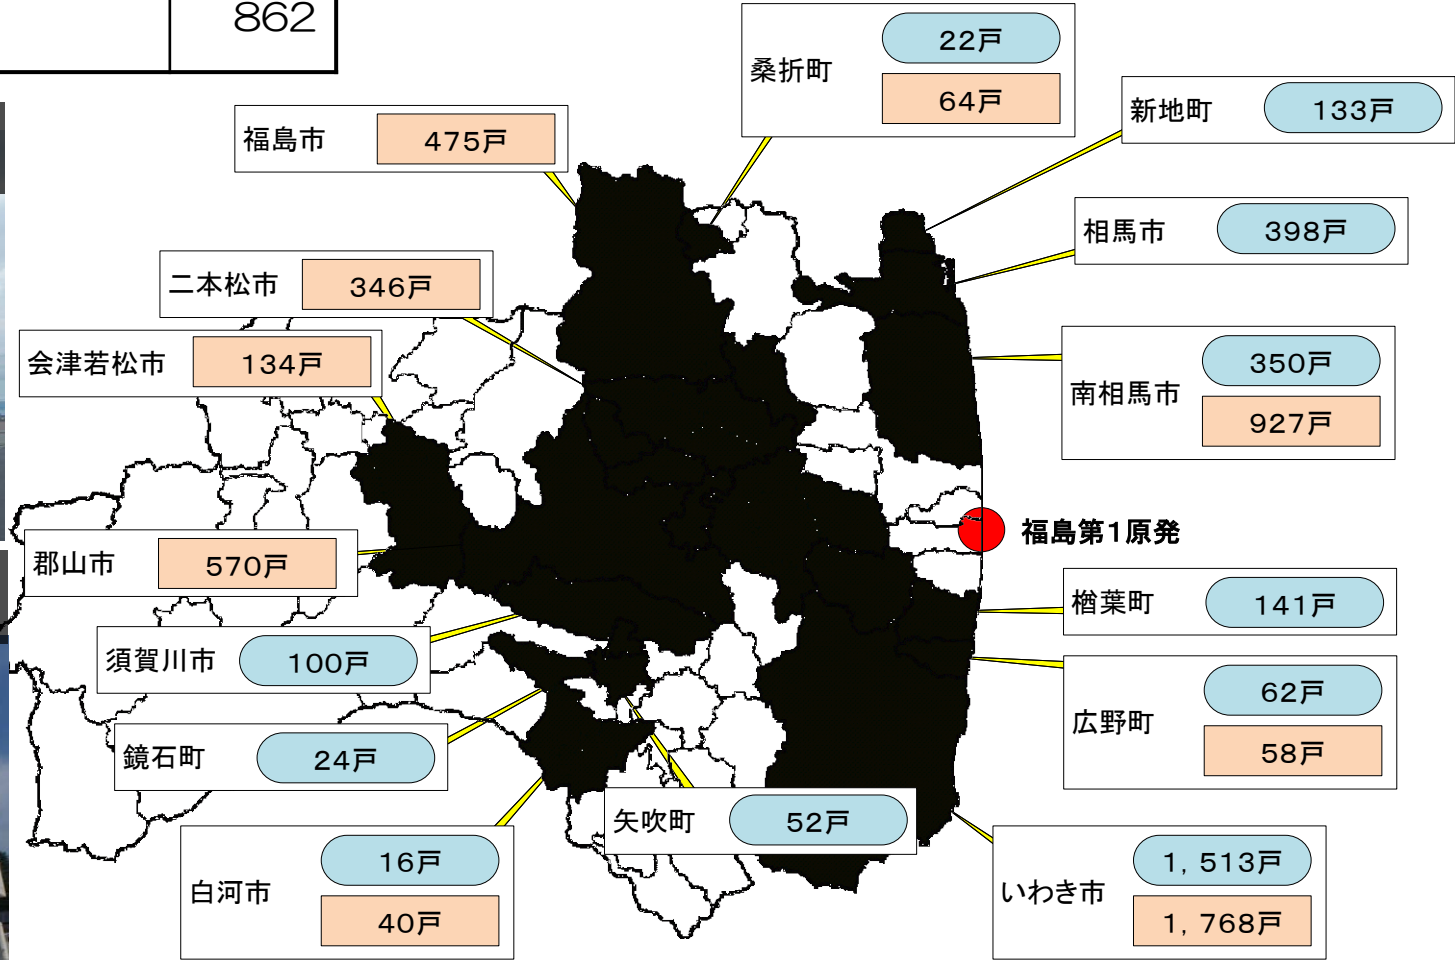 862
桑折町
22戸
64戸
新地町
133戸
福島市
475戸
相馬市
398戸
二本松市
346戸
会津若松市
134戸
南相馬市
350戸
927戸
福島第1原発
郡山市
570戸
楢葉町
141戸
須賀川市
100戸
広野町
62戸
58戸
鏡石町
24戸
矢吹町
52戸
白河市
16戸
40戸
いわき市
1,513戸
1,768戸